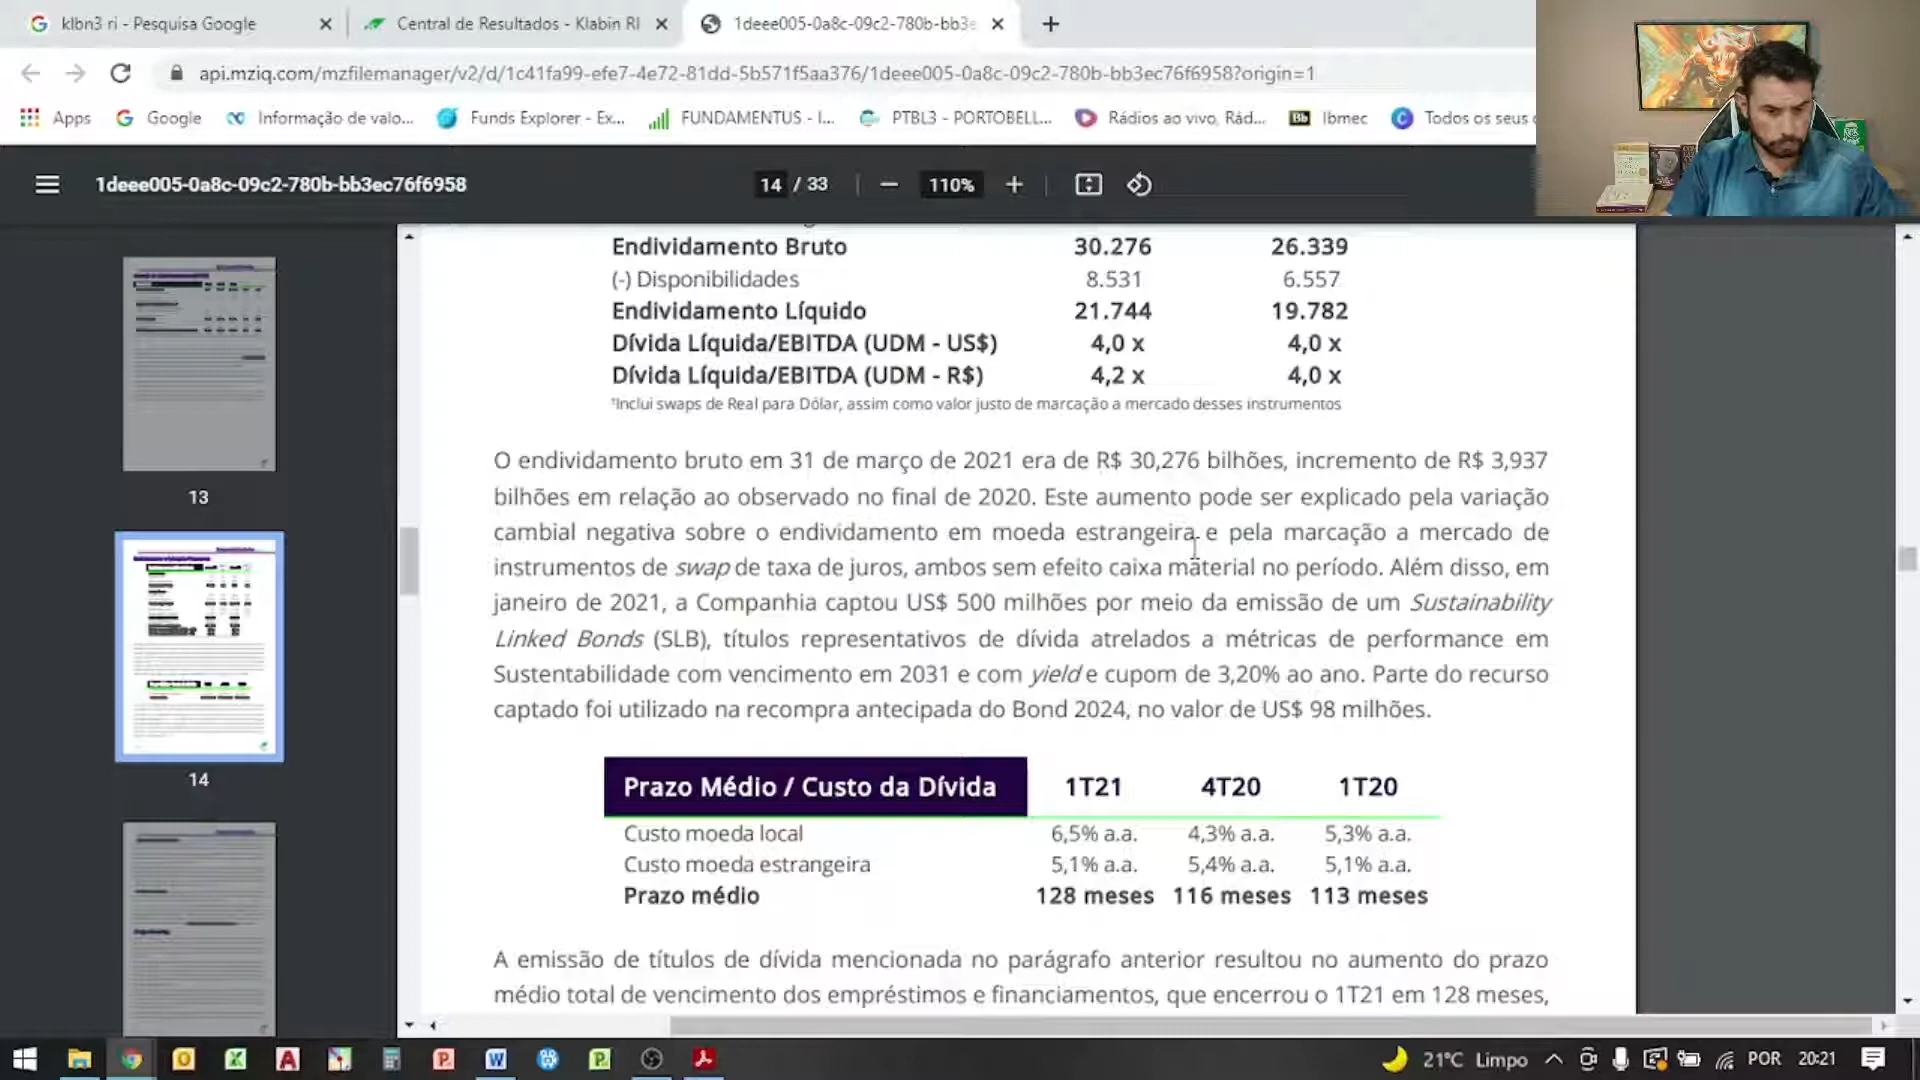 klbn3 ri - Pesquisa Google
Central de Resultados - Klabin RI
1deee005-0a8c-09c2-780b-bb3e
api.mziq.com/mzfilemanager/v2/d/1c41fa99-efe7-4e72-81dd-5b571f5aa376/1deee005-0a8c-09c2-780b-bb3ec76f6958?origin=1
Apps Google Informação de valo... Funds Explorer - Ex... FUNDAMENTUS - I... PTBL3 - PORTOBELL... Rádios ao vivo, Rád... Bb Ibmec Todos os seus
1deee005-0a8c-09c2-780b-bb3ec76f6958
14 / 33
110%
13
14
Endividamento Bruto 30.276 26.339
(-) Disponibilidades 8.531 6.557
Endividamento Líquido 21.744 19.782
Dívida Líquida/EBITDA (UDM - US$) 4,0 x 4,0 x
Dívida Líquida/EBITDA (UDM - R$) 4,2 x 4,0 x
Inclui swaps de Real para Dólar, assim como valor justo de marcação a mercado desses instrumentos
O endividamento bruto em 31 de março de 2021 era de R$ 30,276 bilhões, incremento de R$ 3,937
bilhões em relação ao observado no final de 2020. Este aumento pode ser explicado pela variação
cambial negativa sobre o endividamento em moeda estrangeira e pela marcação a mercado de
instrumentos de swap de taxa de juros, ambos sem efeito caixa material no período. Além disso, em
janeiro de 2021, a Companhia captou US$ 500 milhões por meio da emissão de um Sustainability
Linked Bonds (SLB), títulos representativos de dívida atrelados a métricas de performance em
Sustentabilidade com vencimento em 2031 e com yield e cupom de 3,20% ao ano. Parte do recurso
captado foi utilizado na recompra antecipada do Bond 2024, no valor de US$ 98 milhões.
Prazo Médio / Custo da Dívida 1T21 4T20 1T20
Custo moeda local 6,5% a.a. 4,3% a.a. 5,3% a.a.
Custo moeda estrangeira 5,1% a.a. 5,4% a.a. 5,1% a.a.
Prazo médio 128 meses 116 meses 113 meses
A emissão de títulos de dívida mencionada no parágrafo anterior resultou no aumento do prazo
médio total de vencimento dos empréstimos e financiamentos, que encerrou o 1T21 em 128 meses,
21°C Limpo POR 20:21